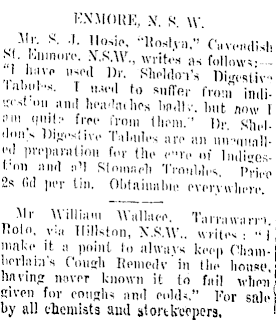 ENMORE, N. S. W.
Mr. S. J. Hosie, "Roslyn," Cavendish
St. Enmore, N.S.W., writes as follows:—
"I have used Dr. Sheldon's Digestive
Tabules. I used to suffer from indi-
gestion and headaches badly, but now I
am quite free from them." Dr. Shel-
don's Digestive Tabules are an unequall-
ed preparation for the cure of Indiges-
tion and all Stomach Troubles. Price
2s 6d per tin. Obtainable everywhere.
Mr William Wallace, Tarrawarra,
Roto, via Hillston, N.S.W., writes: "I
make it a point to always keep Cham-
berlain's Cough Remedy in the house,
having never known it to fail when
given for coughs and colds." For sale
by all chemists and storekeepers.